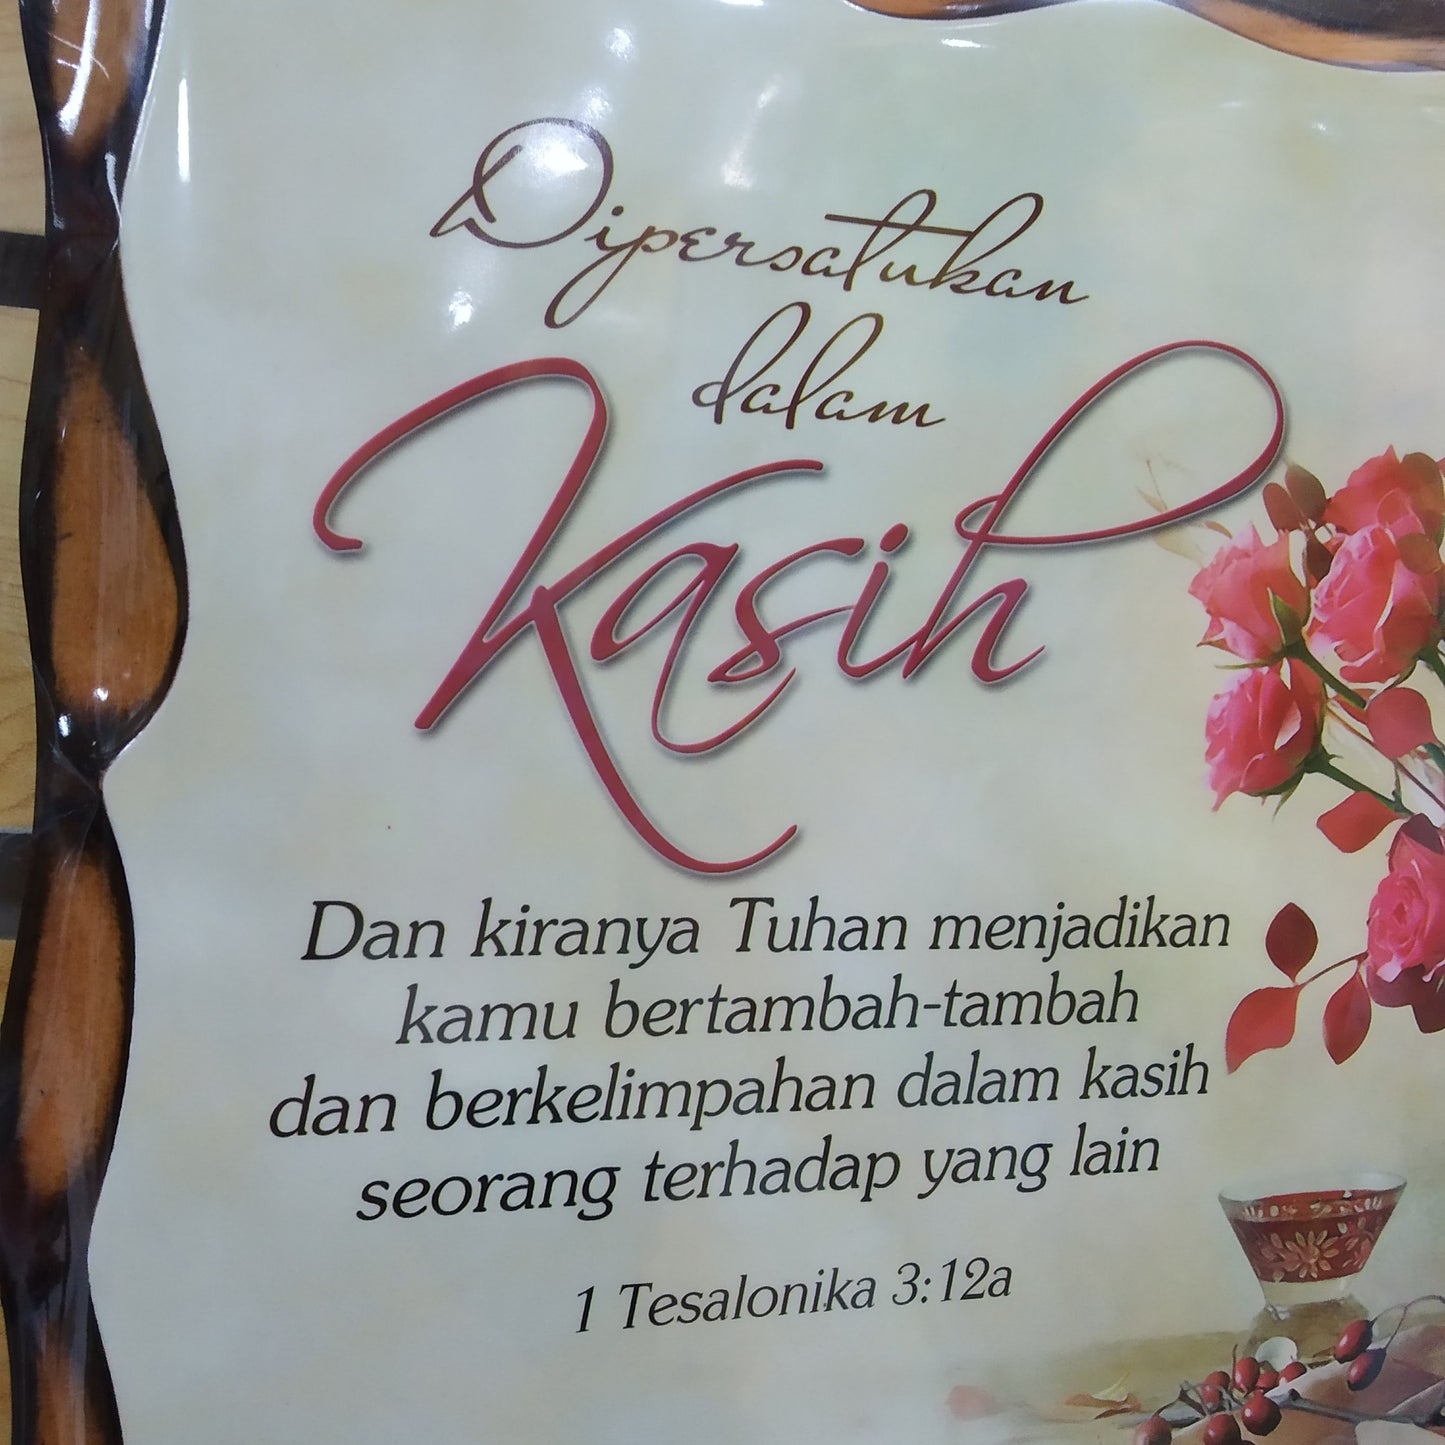 Dipersatukan
dalam
Kasih
Dan kiranya Tuhan menjadikan
kamu bertambah-tambah
dan berkelimpahan dalam kasih
seorang terhadap yang lain
1 Tesalonika 3:12a